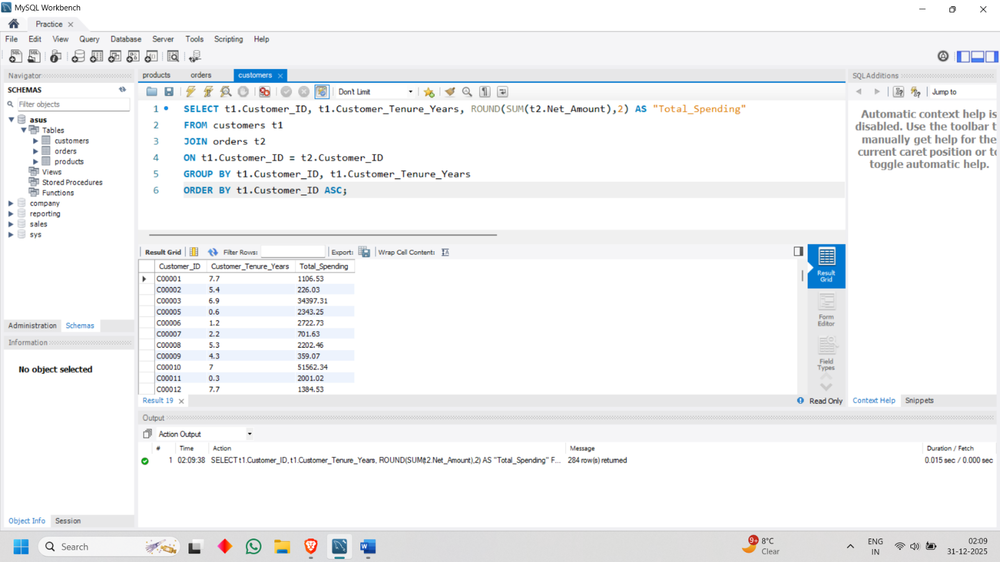 MySQL Workbench
Practice
File Edit View Query Database Server Tools Scripting Help
Navigator
SCHEMAS
Filter objects
asus
Tables
customers
orders
products
Views
Stored Procedures
Functions
company
reporting
sales
sys
Administration Schemas
Information
No object selected
Object Info Session
products orders customers
Don't Limit
1 SELECT t1.Customer_ID, t1.Customer_Tenure_Years, ROUND(SUM(t2.Net_Amount),2) AS "Total_Spending"
2 FROM customers t1
3 JOIN orders t2
4 ON t1.Customer_ID = t2.Customer_ID
5 GROUP BY t1.Customer_ID, t1.Customer_Tenure_Years
6 ORDER BY t1.Customer_ID ASC;
Result Grid Filter Rows: Export: Wrap Cell Content:
Customer_ID Customer_Tenure_Years Total_Spending
C00001 7.7 1106.53
C00002 5.4 226.03
C00003 6.9 34397.31
C00005 0.6 2343.25
C00006 1.2 2722.73
C00007 2.2 701.63
C00008 5.3 2202.46
C00009 4.3 359.07
C00010 7 51562.34
C00011 0.3 2001.02
C00012 7.7 1384.53
Result Grid
Form Editor
Field Types
Result 19 Read Only
SQLAdditions
Jump to
Automatic context help is
disabled. Use the toolbar t
manually get help for the
current caret position or to
toggle automatic help.
Context Help Snippets
Output
Action Output
# Time Action Message Duration / Fetch
1 02:09:38 SELECT t1.Customer_ID, t1.Customer_Tenure_Years, ROUND(SUM(t2.Net_Amount),2) AS "Total_Spending" F... 284 row(s) returned 0.015 sec / 0.000 sec
Search
9+ 8°C
Clear
ENG
IN
02:09
31-12-2025